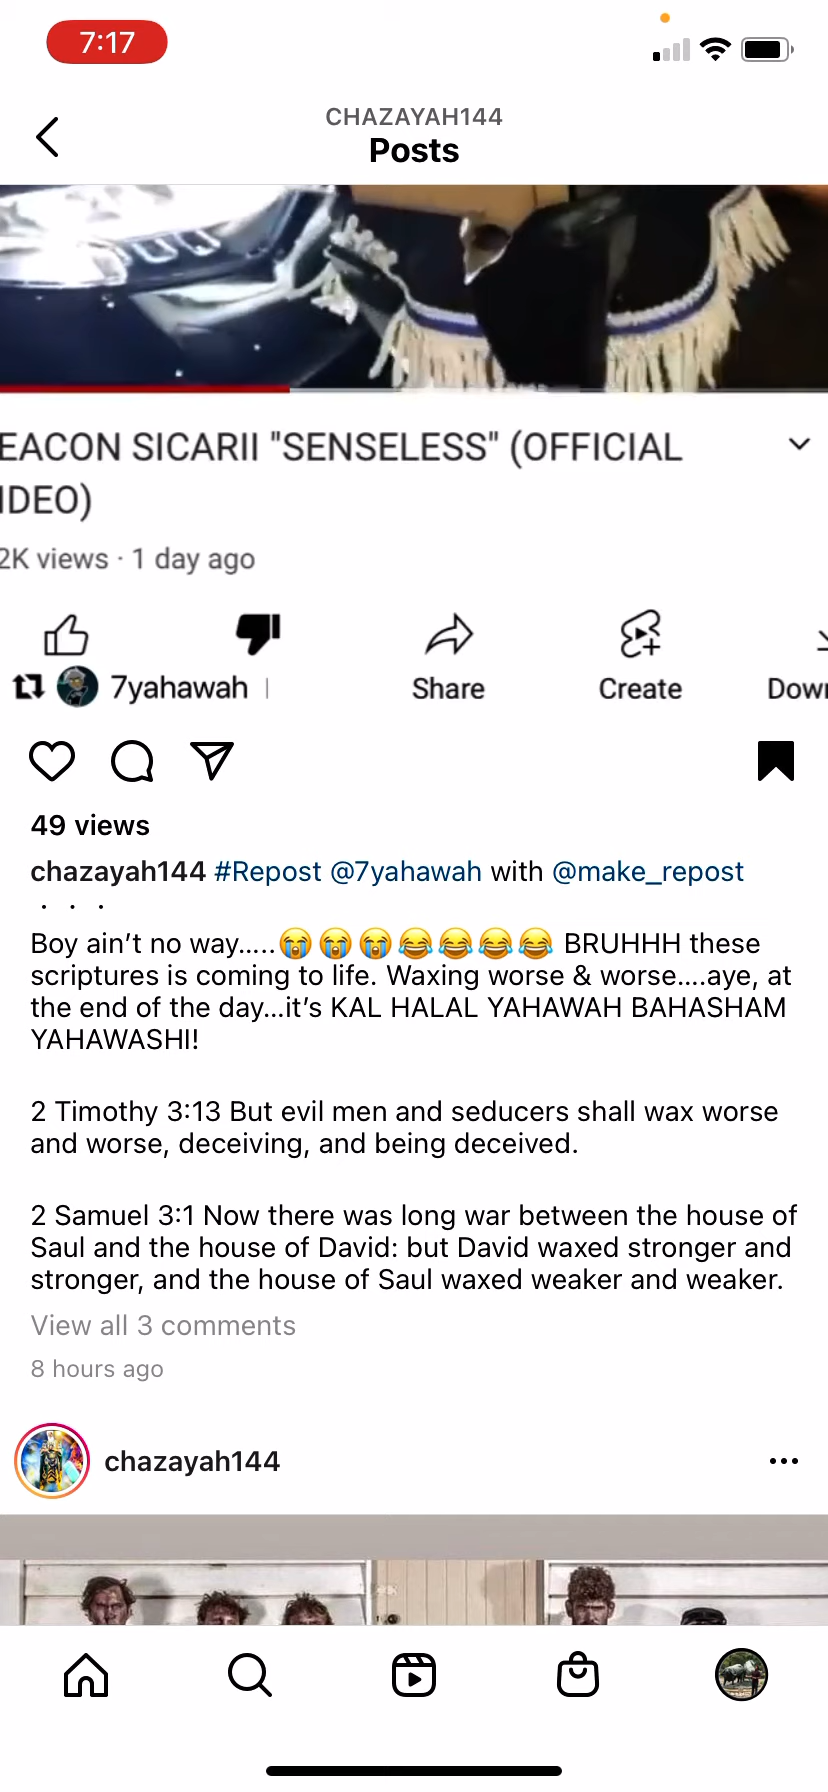 7:17
CHAZAYAH144
Posts
EACON SICARII "SENSELESS" (OFFICIAL
IDEO)
2K views · 1 day ago
7yahawah |
Share
Create
Dow
49 views
chazayah144 #Repost @7yahawah with @make_repost
. . .
Boy ain’t no way.....😭😭😭😂😂😂😂 BRUHHH these
scriptures is coming to life. Waxing worse & worse....aye, at
the end of the day...it’s KAL HALAL YAHAWAH BAHASHAM
YAHAWASHI!
2 Timothy 3:13 But evil men and seducers shall wax worse
and worse, deceiving, and being deceived.
2 Samuel 3:1 Now there was long war between the house of
Saul and the house of David: but David waxed stronger and
stronger, and the house of Saul waxed weaker and weaker.
View all 3 comments
8 hours ago
chazayah144